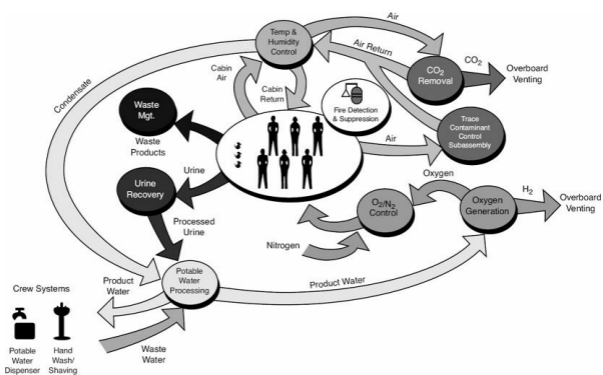 Air
Temp &
Humidity
Control
Air Return
CO2
Overboard
Venting
CO2
Removal
Condensate
Cabin
Air
Cabin
Return
Fire Detection
& Suppression
Waste
Mgt.
Waste
Products
Trace
Contaminant
Control
Subassembly
Air
Urine
Urine
Recovery
Oxygen
H2
Overboard
Venting
O2/N2
Control
Oxygen
Generation
Processed
Urine
Nitrogen
Potable
Water
Processing
Product Water
Product
Water
Crew Systems
Potable
Water
Dispenser
Hand
Wash/
Shaving
Waste
Water